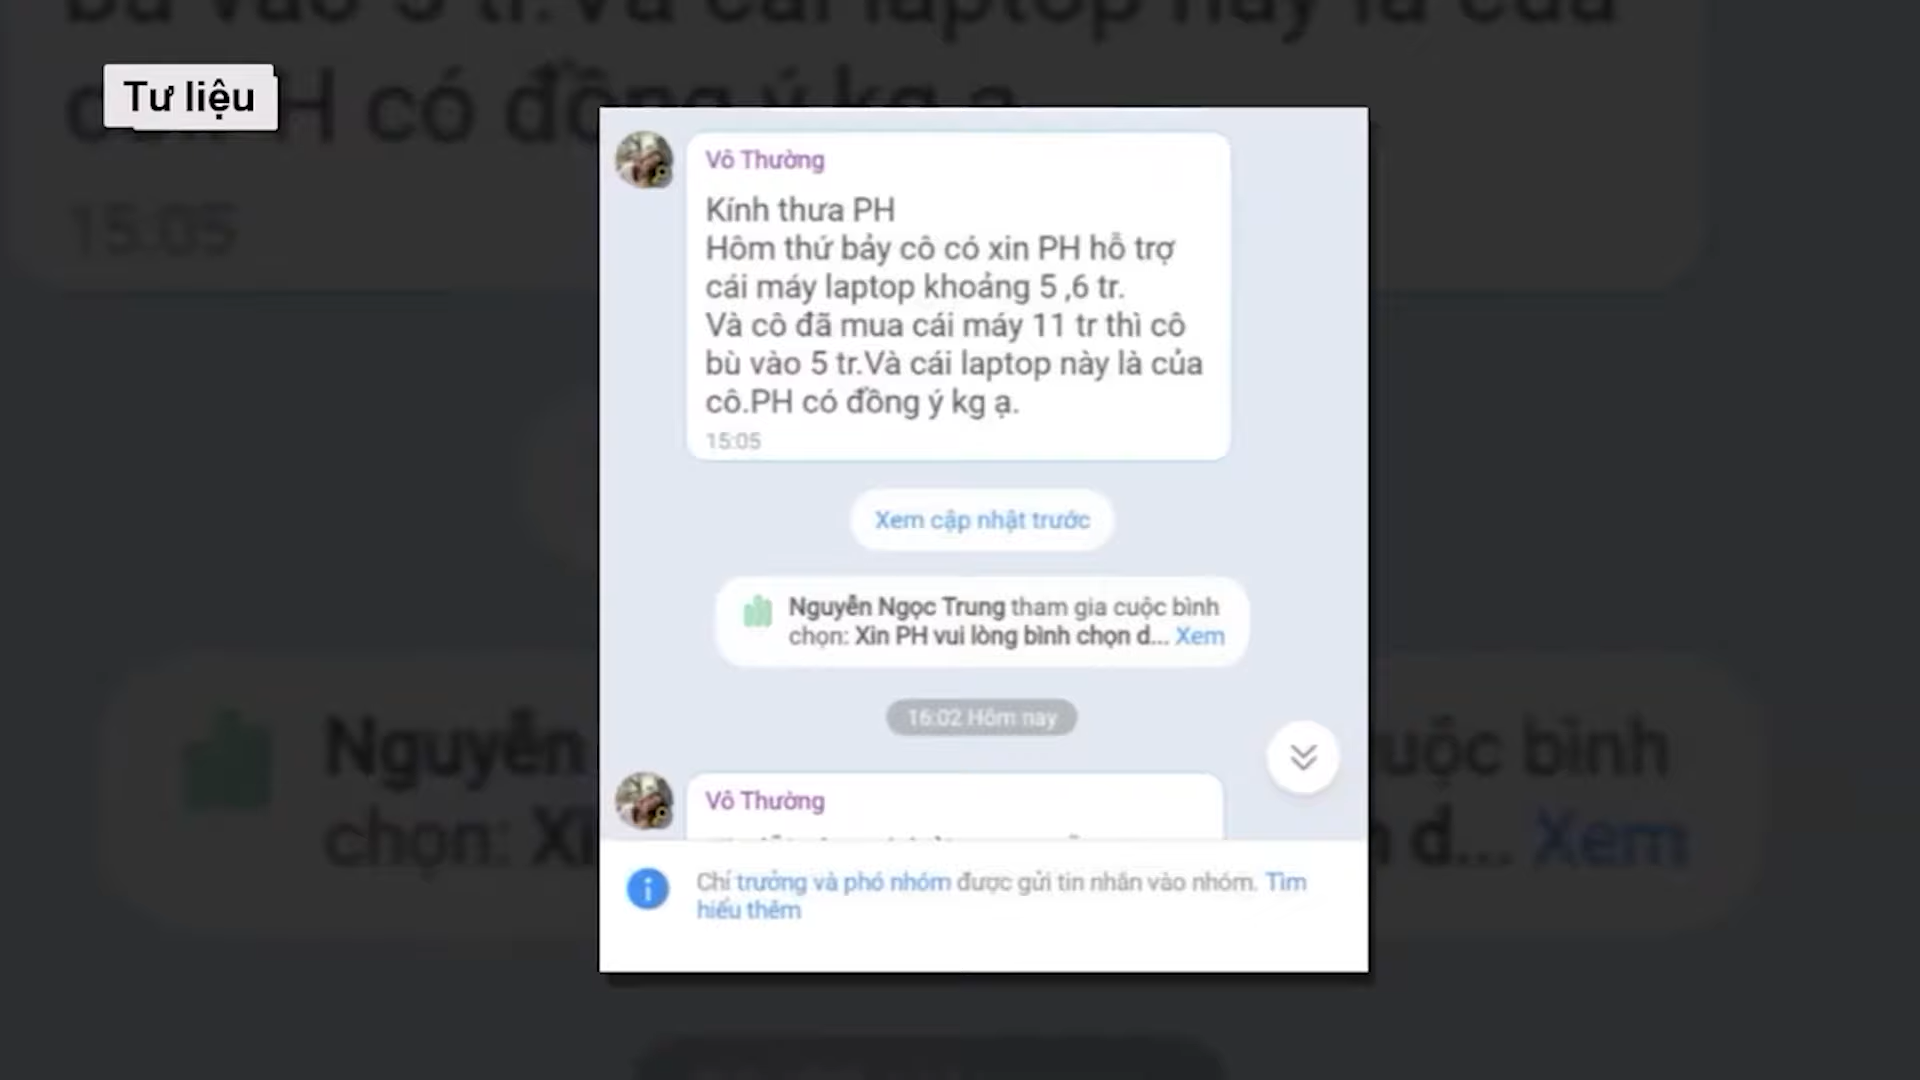 Tư liệu
Vô Thường
Kính thưa PH
Hôm thứ bảy cô có xin PH hỗ trợ
cái máy laptop khoảng 5 ,6 tr.
Và cô đã mua cái máy 11 tr thì cô
bù vào 5 tr.Và cái laptop này là của
cô.PH có đồng ý kg ạ.
15:05
Xem cập nhật trước
Nguyễn Ngọc Trung tham gia cuộc bình
chọn: Xin PH vui lòng bình chọn d... Xem
16:02 Hôm nay
Vô Thường
Chỉ trưởng và phó nhóm được gửi tin nhắn vào nhóm. Tìm
hiểu thêm